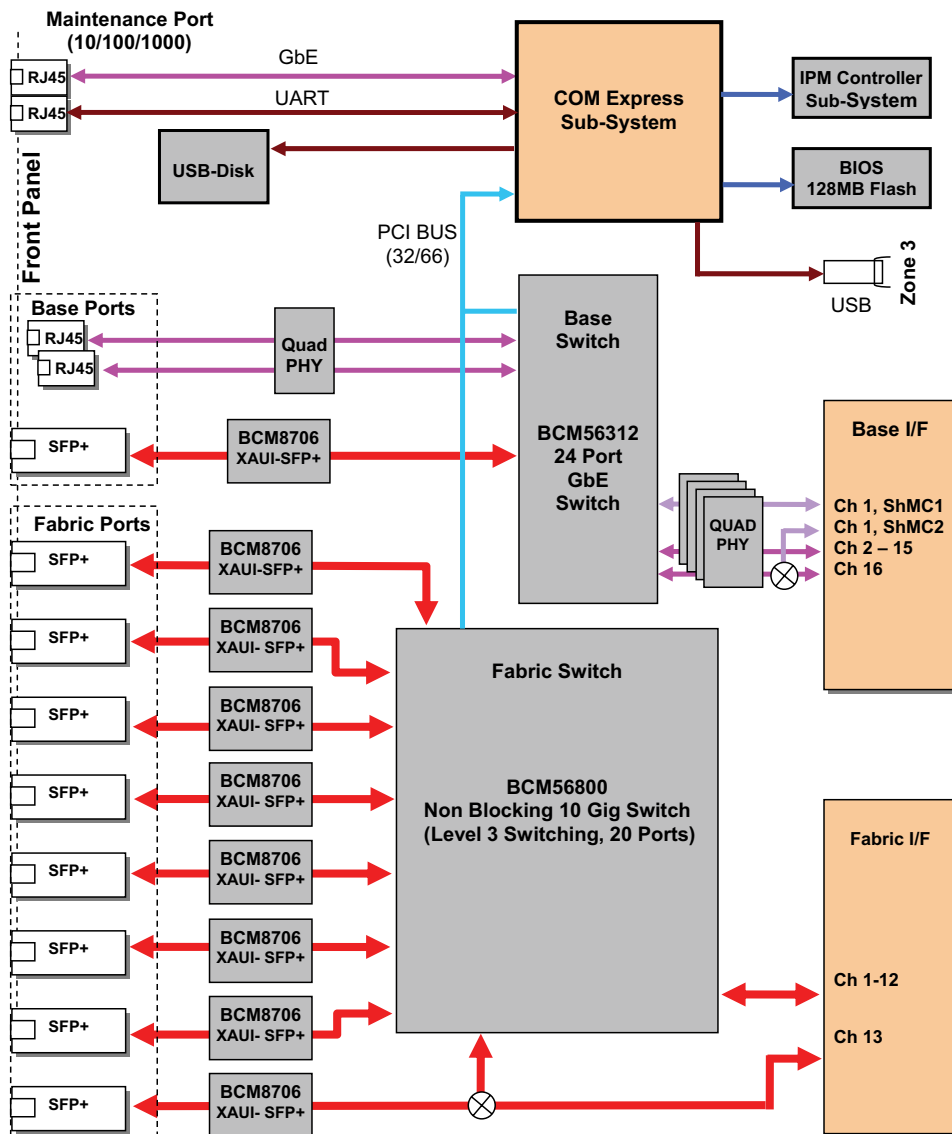 Maintenance Port
(10/100/1000)
GbE
RJ45
UART
RJ45
COM Express
Sub-System
IPM Controller
Sub-System
USB-Disk
BIOS
128MB Flash
Front Panel
PCI BUS
(32/66)
Zone 3
USB
Base Ports
RJ45
RJ45
Quad
PHY
Base
Switch
BCM56312
24 Port
GbE
Switch
SFP+
BCM8706
XAUI-SFP+
Base I/F
QUAD
PHY
Ch 1, ShMC1
Ch 1, ShMC2
Ch 2 – 15
Ch 16
Fabric Ports
SFP+
BCM8706
XAUI-SFP+
SFP+
BCM8706
XAUI- SFP+
SFP+
BCM8706
XAUI- SFP+
SFP+
BCM8706
XAUI- SFP+
SFP+
BCM8706
XAUI- SFP+
SFP+
BCM8706
XAUI- SFP+
SFP+
BCM8706
XAUI- SFP+
SFP+
BCM8706
XAUI- SFP+
Fabric Switch
BCM56800
Non Blocking 10 Gig Switch
(Level 3 Switching, 20 Ports)
Fabric I/F
Ch 1-12
Ch 13